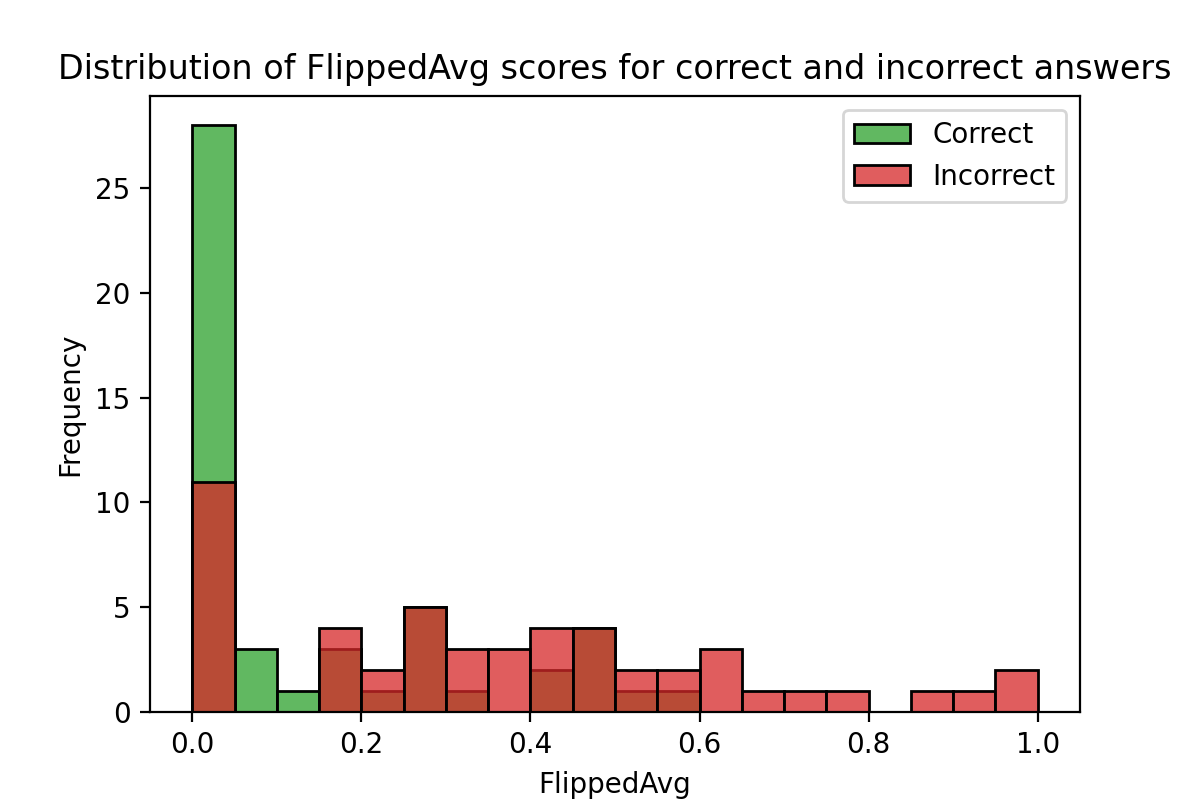 Distribution of FlippedAvg scores for correct and incorrect answers
Correct
Incorrect
Frequency
25
20
15
10
5
0
0.0 0.2 0.4 0.6 0.8 1.0
FlippedAvg